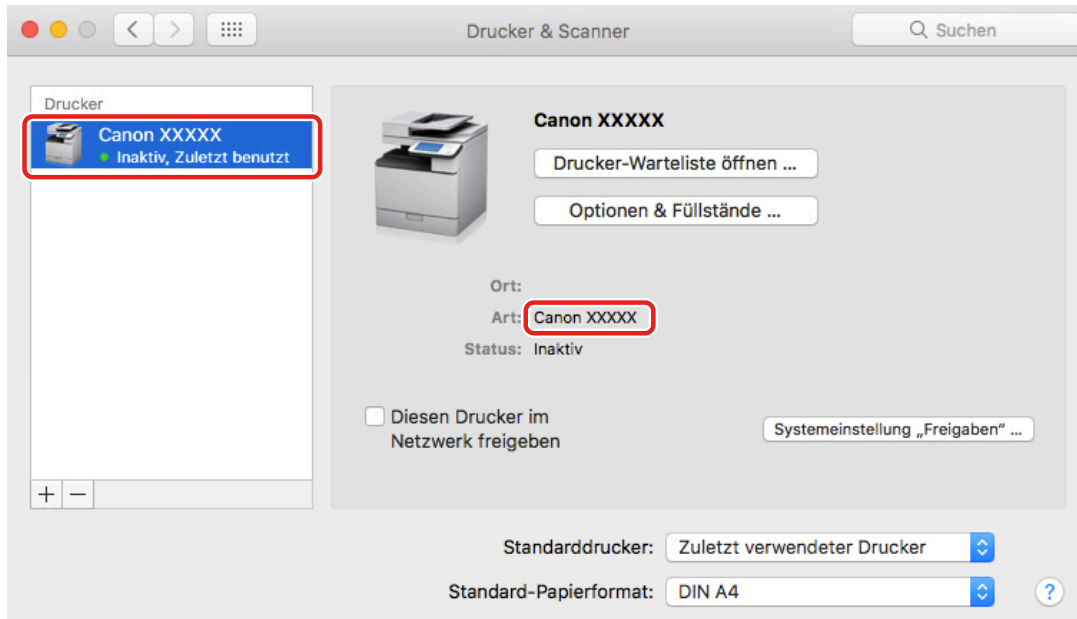 Drucker & Scanner
Suchen
Drucker
Canon XXXXX
Inaktiv, Zuletzt benutzt
Canon XXXXX
Drucker-Warteliste öffnen ...
Optionen & Füllstände ...
Ort:
Art: Canon XXXXX
Status: Inaktiv
Diesen Drucker im
Netzwerk freigeben
Systemeinstellung „Freigaben“ ...
+ −
Standarddrucker: Zuletzt verwendeter Drucker
Standard-Papierformat: DIN A4
?